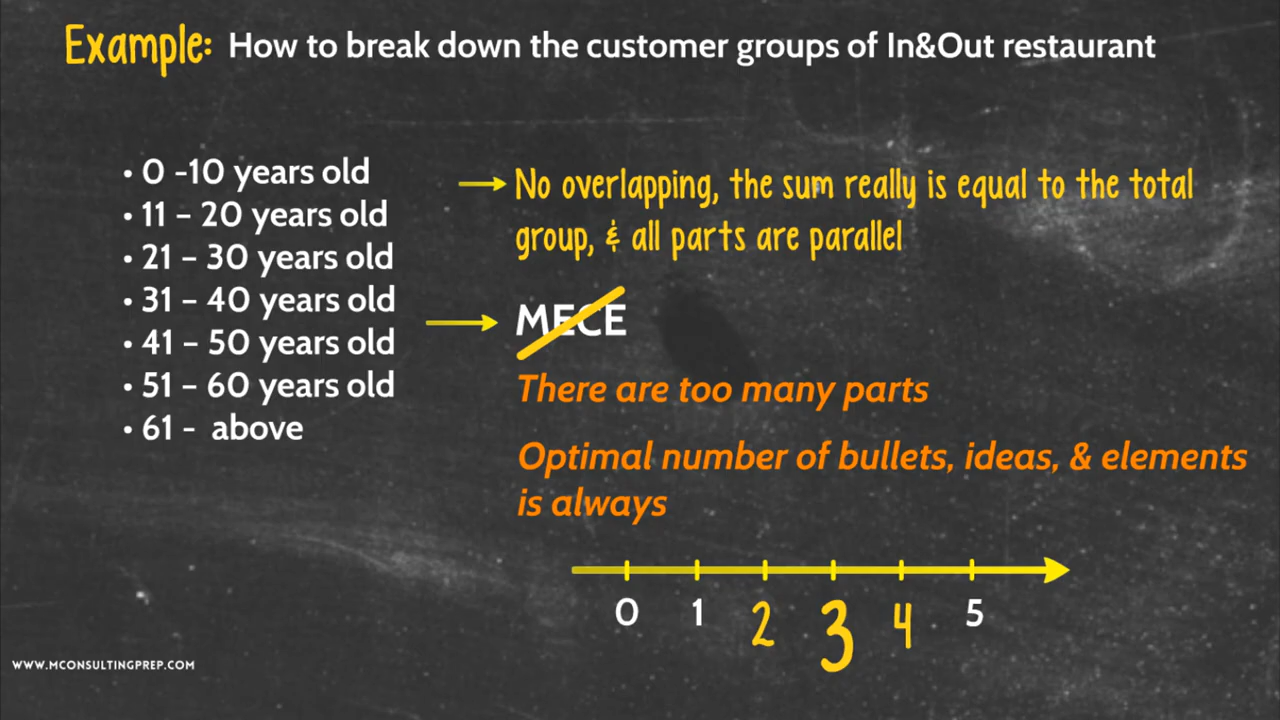 Example: How to break down the customer groups of In&Out restaurant
• 0 -10 years old
• 11 – 20 years old
• 21 – 30 years old
• 31 – 40 years old
• 41 – 50 years old
• 51 – 60 years old
• 61 - above
No overlapping, the sum really is equal to the total
group, & all parts are parallel
MECE
There are too many parts
Optimal number of bullets, ideas, & elements
is always
0 1 2 3 4 5
WWW.MCONSULTINGPREP.COM